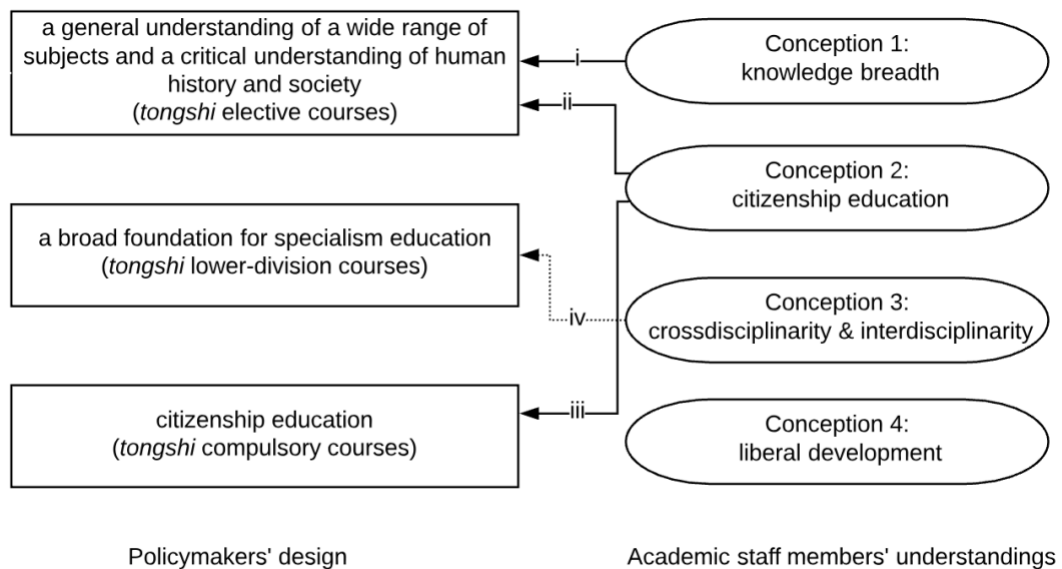 a general understanding of a wide range of
subjects and a critical understanding of human
history and society
(tongshi elective courses)
i
ii
Conception 1:
knowledge breadth
Conception 2:
citizenship education
a broad foundation for specialism education
(tongshi lower-division courses)
iv
Conception 3:
crossdisciplinarity & interdisciplinarity
citizenship education
(tongshi compulsory courses)
iii
Conception 4:
liberal development
Policymakers' design
Academic staff members' understandings